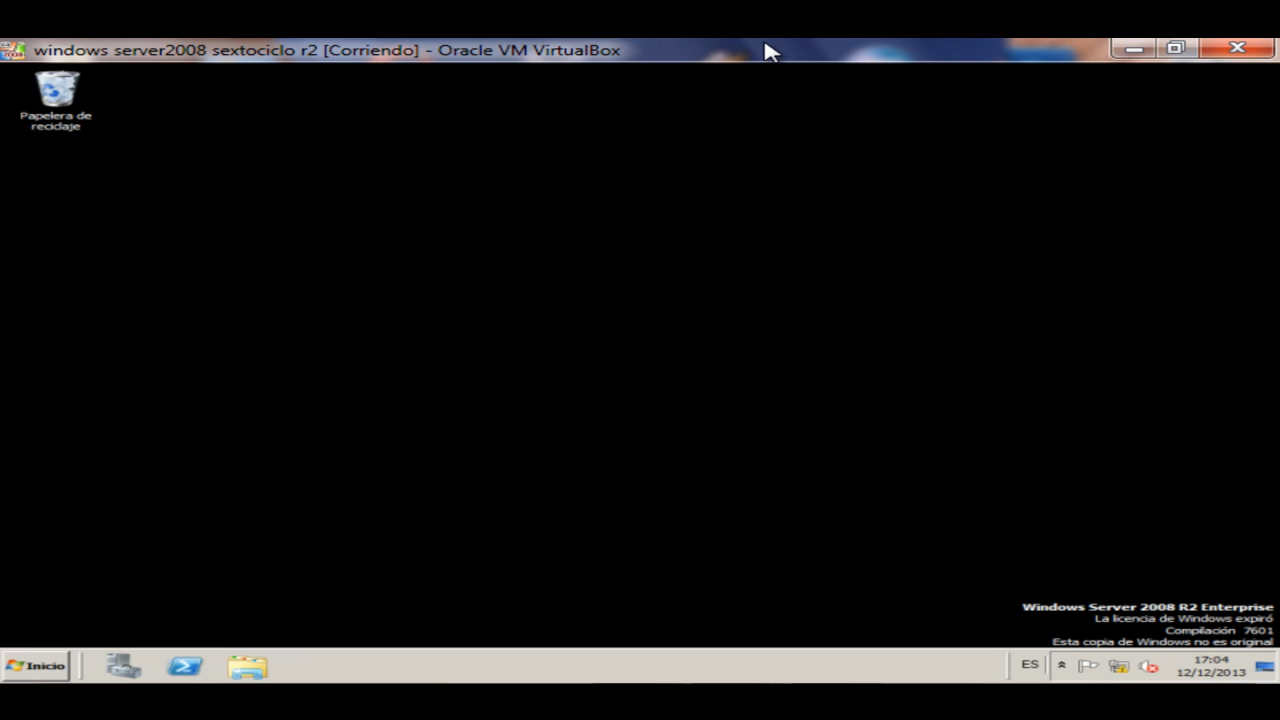 windows server2008 sextociclo r2 [Corriendo] - Oracle VM VirtualBox
Papelera de
reciclaje
Windows Server 2008 R2 Enterprise
La licencia de Windows expiró
Compilación 7601
Esta copia de Windows no es original
Inicio
ES
17:04
12/12/2013